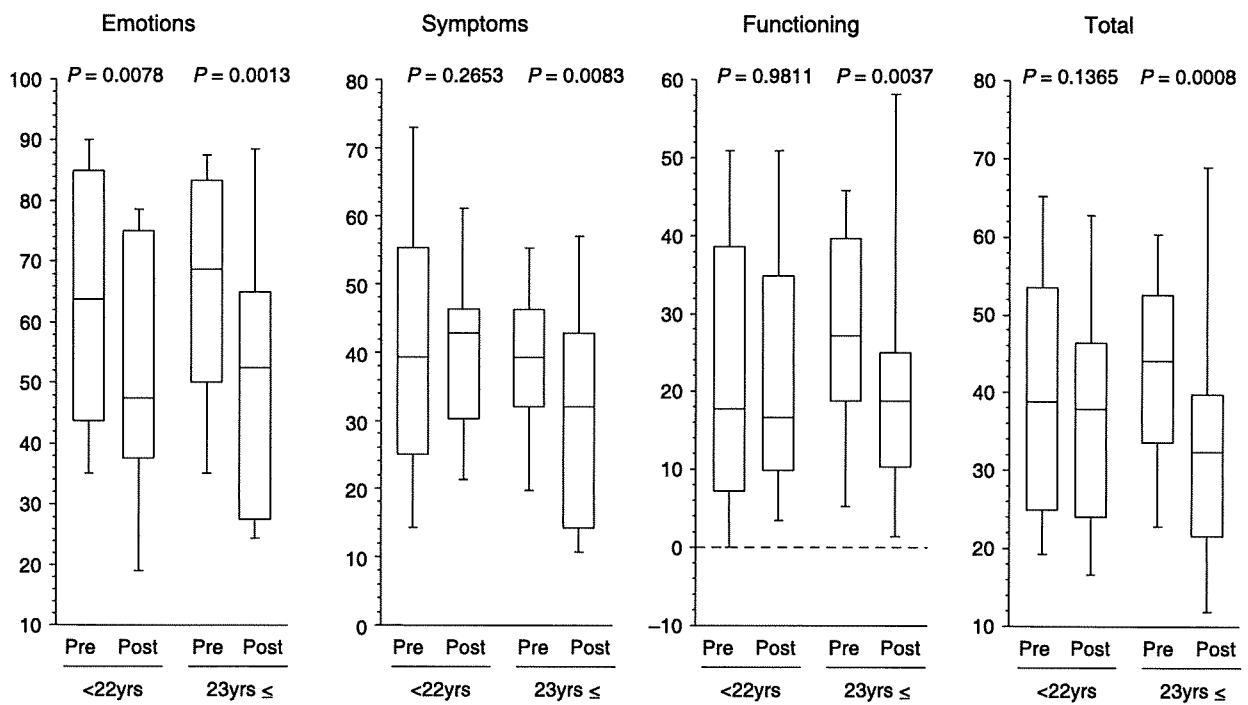 Emotions Symptoms Functioning Total
P = 0.0078 P = 0.0013 P = 0.2653 P = 0.0083 P = 0.9811 P = 0.0037 P = 0.1365 P = 0.0008
100 80 60 80
90
70 50 70
80
60 40
70 60
50 30
60
40 50
50 20
30 40
40 10
20
30 0 30
20 10 20
10 0 –10 10
Pre Post Pre Post Pre Post Pre Post Pre Post Pre Post Pre Post Pre Post
<22yrs 23yrs ≤ <22yrs 23yrs ≤ <22yrs 23yrs ≤ <22yrs 23yrs ≤